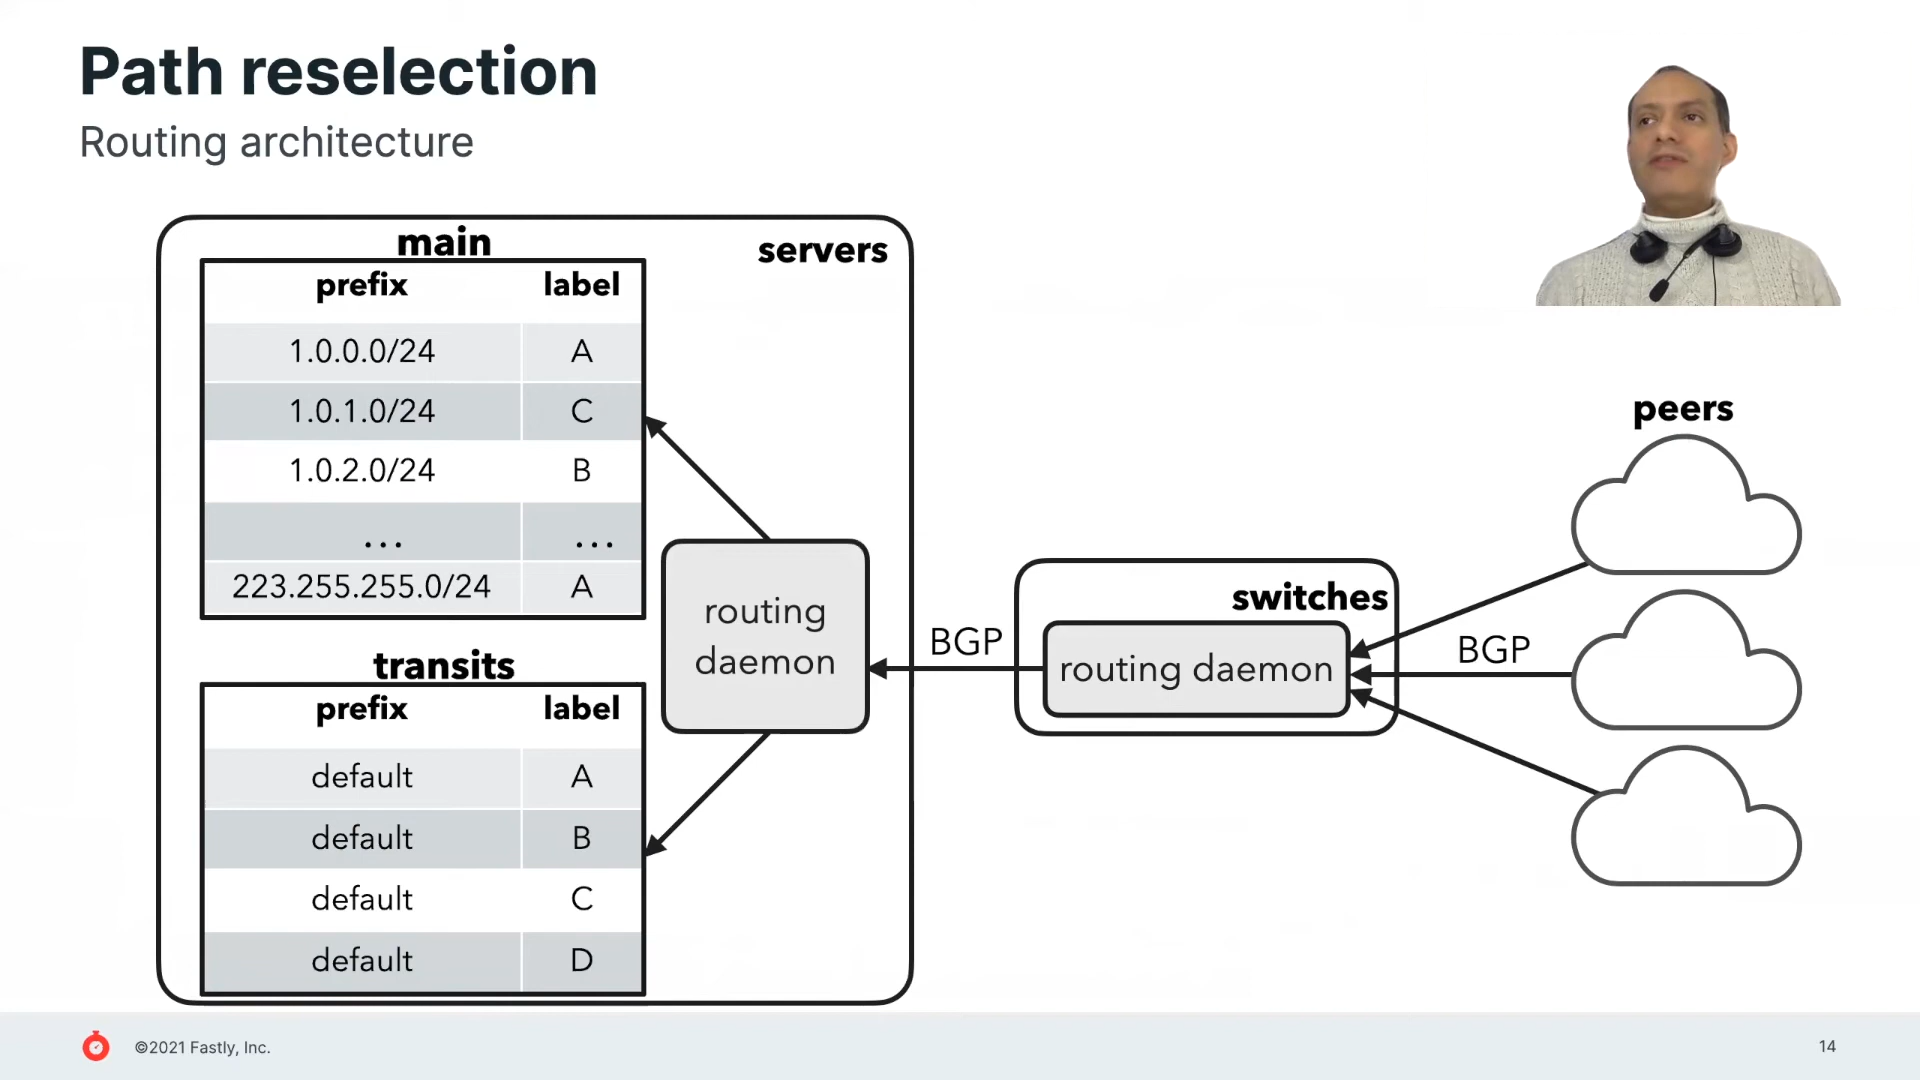 Path reselection
Routing architecture
servers
main
prefix label
1.0.0.0/24 A
1.0.1.0/24 C
1.0.2.0/24 B
... ...
223.255.255.0/24 A
transits
prefix label
default A
default B
default C
default D
routing
daemon
BGP
switches
routing daemon
BGP
peers
©2021 Fastly, Inc.
14